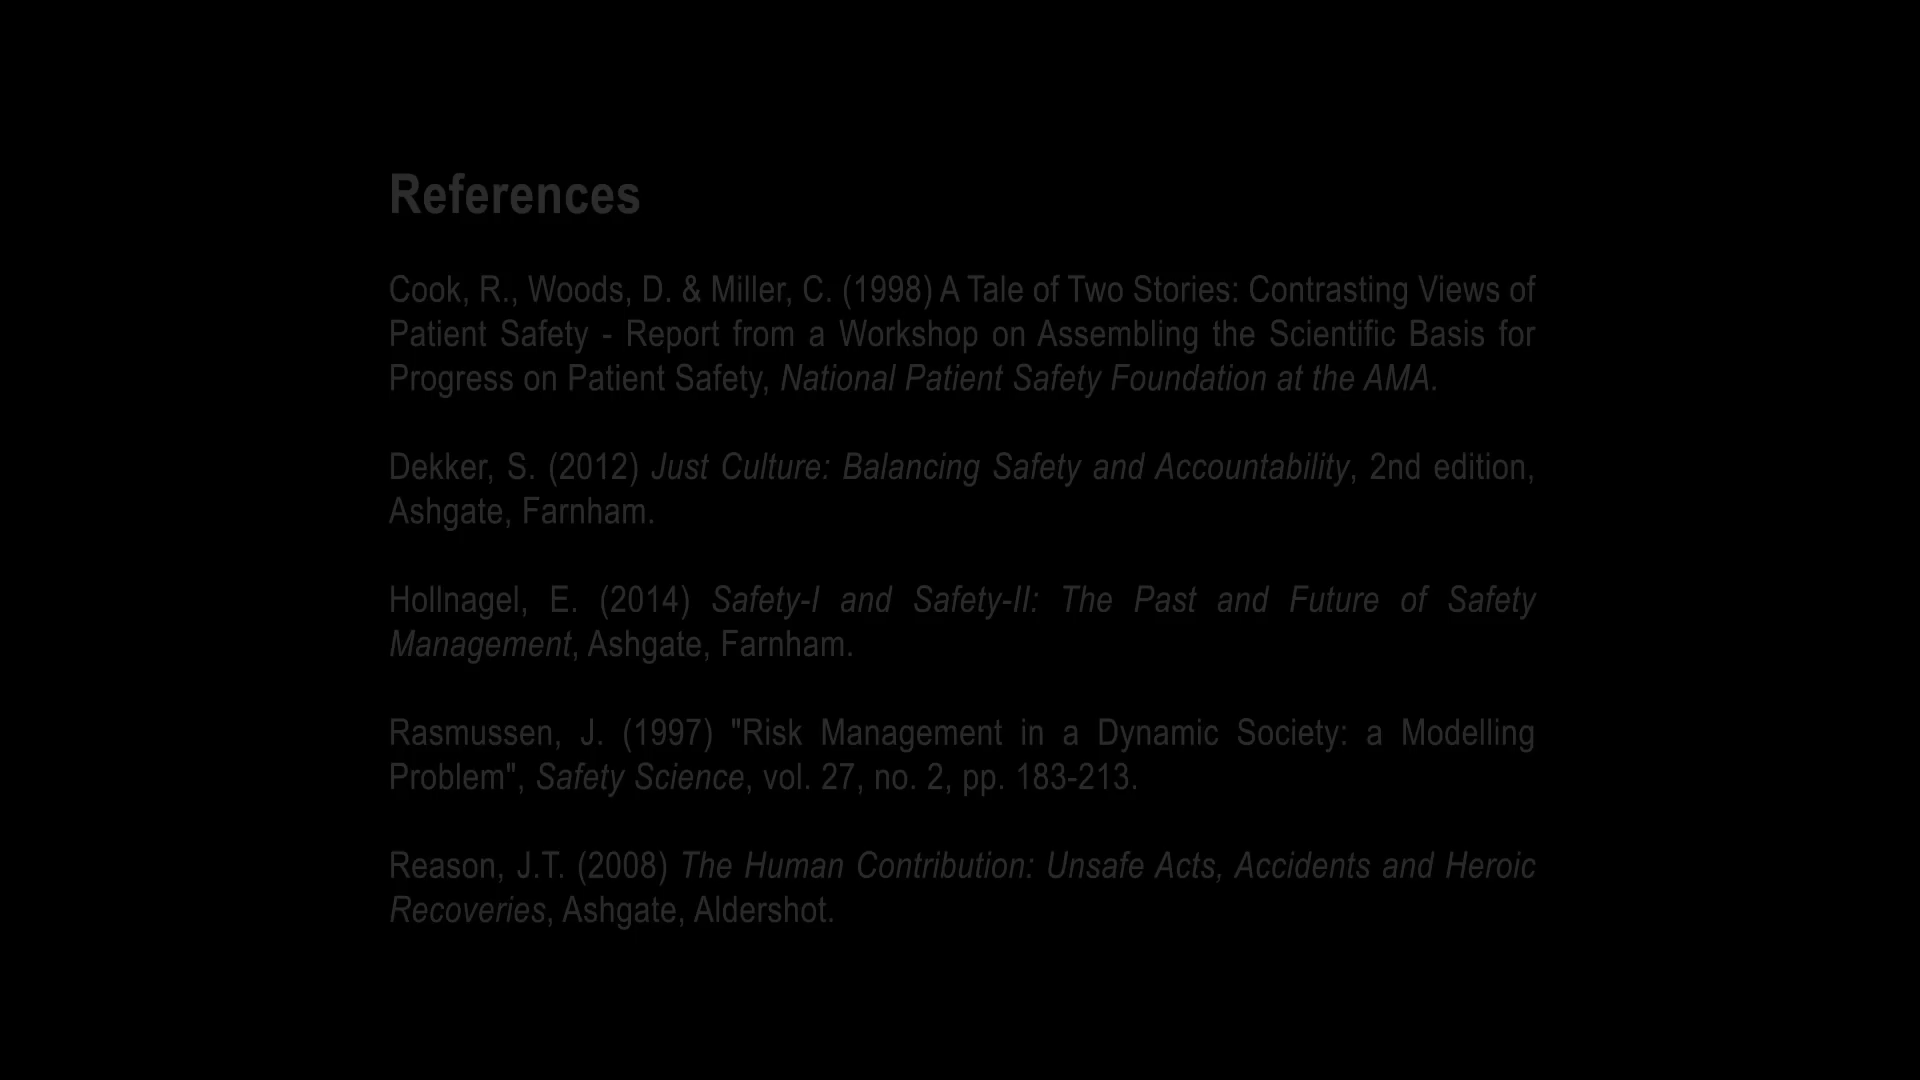 References
Cook, R., Woods, D. & Miller, C. (1998) A Tale of Two Stories: Contrasting Views of
Patient Safety - Report from a Workshop on Assembling the Scientific Basis for
Progress on Patient Safety, National Patient Safety Foundation at the AMA.
Dekker, S. (2012) Just Culture: Balancing Safety and Accountability, 2nd edition,
Ashgate, Farnham.
Hollnagel, E. (2014) Safety-I and Safety-II: The Past and Future of Safety
Management, Ashgate, Farnham.
Rasmussen, J. (1997) "Risk Management in a Dynamic Society: a Modelling
Problem", Safety Science, vol. 27, no. 2, pp. 183-213.
Reason, J.T. (2008) The Human Contribution: Unsafe Acts, Accidents and Heroic
Recoveries, Ashgate, Aldershot.